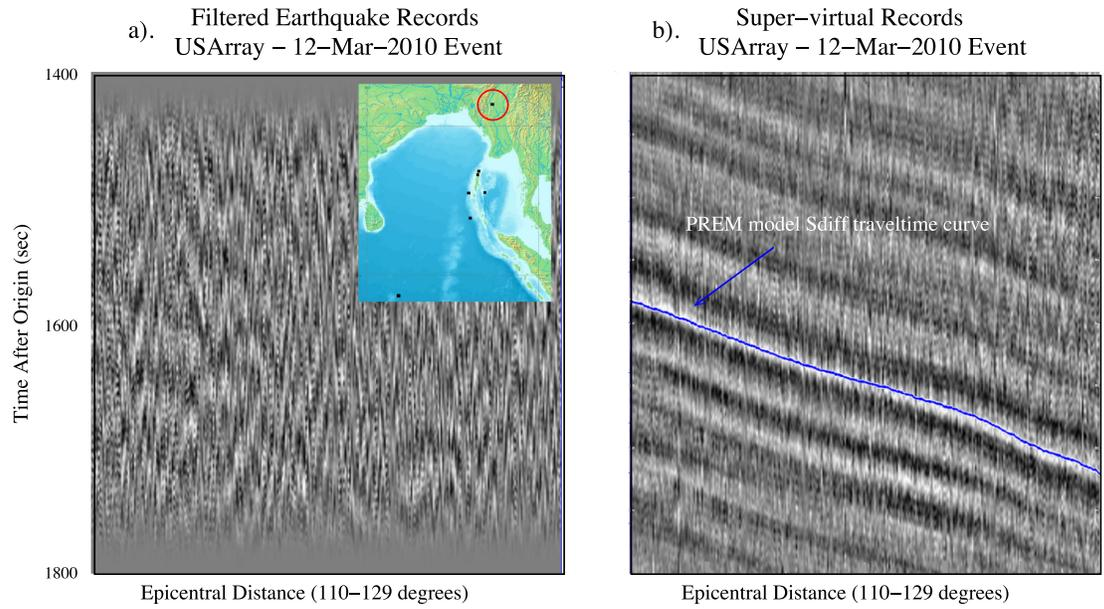 a).
Filtered Earthquake Records
USArray − 12−Mar−2010 Event
1400
1600
1800
Time After Origin (sec)
Epicentral Distance (110−129 degrees)
b).
Super−virtual Records
USArray − 12−Mar−2010 Event
PREM model Sdiff traveltime curve
Epicentral Distance (110−129 degrees)